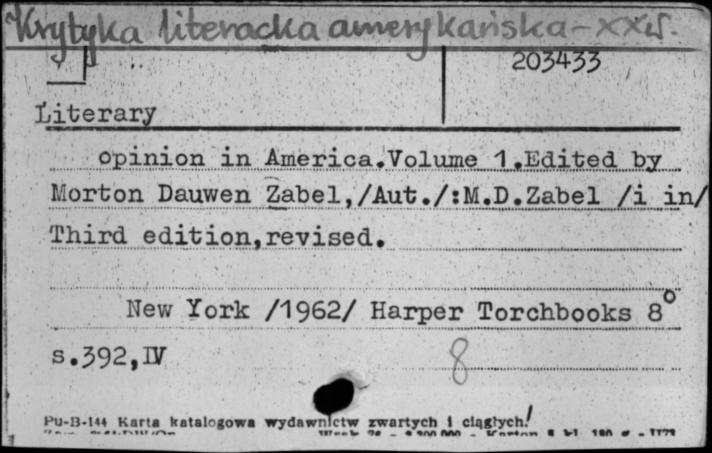 Krytyka literacka amerykańska - XX w.
203433
Literary
opinion in America.Volume 1.Edited by
Morton Dauwen Zabel,/Aut./:M.D.Zabel /i in/
Third edition,revised.
New York /1962/ Harper Torchbooks 8°
s.392,IV
8
Pu-B-144 Karta katalogowa wydawnictw zwartych i ciągłych!